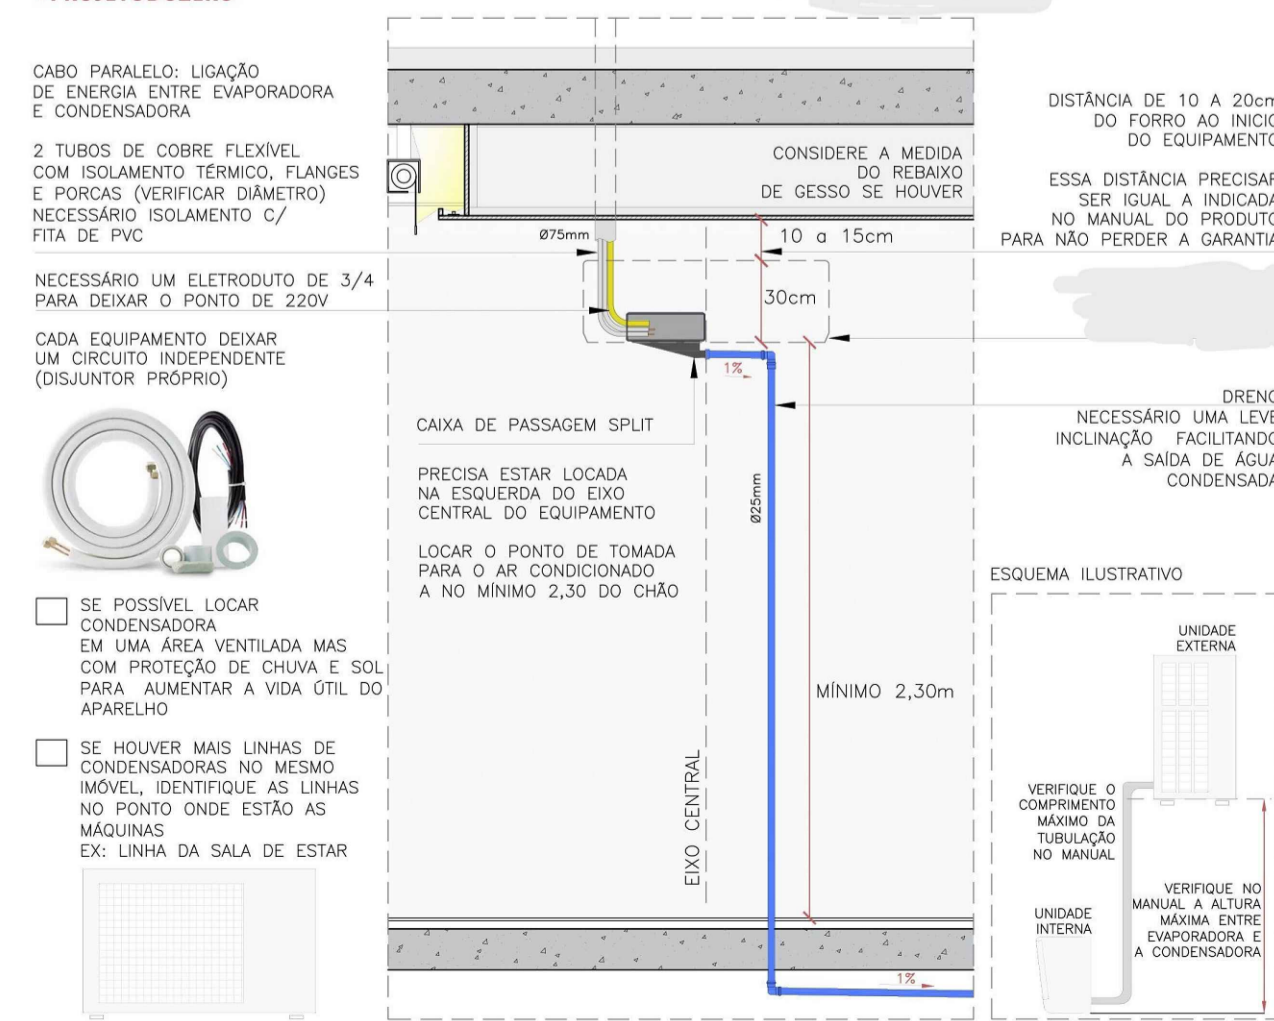 CABO PARALELO: LIGAÇÃO
DE ENERGIA ENTRE EVAPORADORA
E CONDENSADORA
2 TUBOS DE COBRE FLEXÍVEL
COM ISOLAMENTO TÉRMICO, FLANGES
E PORCAS (VERIFICAR DIÂMETRO)
NECESSÁRIO ISOLAMENTO C/
FITA DE PVC
NECESSÁRIO UM ELETRODUTO DE 3/4
PARA DEIXAR O PONTO DE 220V
CADA EQUIPAMENTO DEIXAR
UM CIRCUITO INDEPENDENTE
(DISJUNTOR PRÓPRIO)
SE POSSÍVEL LOCAR
CONDENSADORA
EM UMA ÁREA VENTILADA MAS
COM PROTEÇÃO DE CHUVA E SOL
PARA AUMENTAR A VIDA ÚTIL DO
APARELHO
SE HOUVER MAIS LINHAS DE
CONDENSADORAS NO MESMO
IMÓVEL, IDENTIFIQUE AS LINHAS
NO PONTO ONDE ESTÃO AS
MÁQUINAS
EX: LINHA DA SALA DE ESTAR
CONSIDERE A MEDIDA
DO REBAIXO
DE GESSO SE HOUVER
Ø75mm
10 a 15cm
30cm
1%
CAIXA DE PASSAGEM SPLIT
PRECISA ESTAR LOCADA
NA ESQUERDA DO EIXO
CENTRAL DO EQUIPAMENTO
LOCAR O PONTO DE TOMADA
PARA O AR CONDICIONADO
A NO MÍNIMO 2,30 DO CHÃO
Ø25mm
MÍNIMO 2,30m
EIXO CENTRAL
1%
DISTÂNCIA DE 10 A 20cm
DO FORRO AO INICIO
DO EQUIPAMENTO
ESSA DISTÂNCIA PRECISAR
SER IGUAL A INDICADA
NO MANUAL DO PRODUTO
PARA NÃO PERDER A GARANTIA
DRENO
NECESSÁRIO UMA LEVE
INCLINAÇÃO FACILITANDO
A SAÍDA DE ÁGUA
CONDENSADA
ESQUEMA ILUSTRATIVO
UNIDADE
EXTERNA
VERIFIQUE O
COMPRIMENTO
MÁXIMO DA
TUBULAÇÃO
NO MANUAL
UNIDADE
INTERNA
VERIFIQUE NO
MANUAL A ALTURA
MÁXIMA ENTRE
EVAPORADORA E
A CONDENSADORA